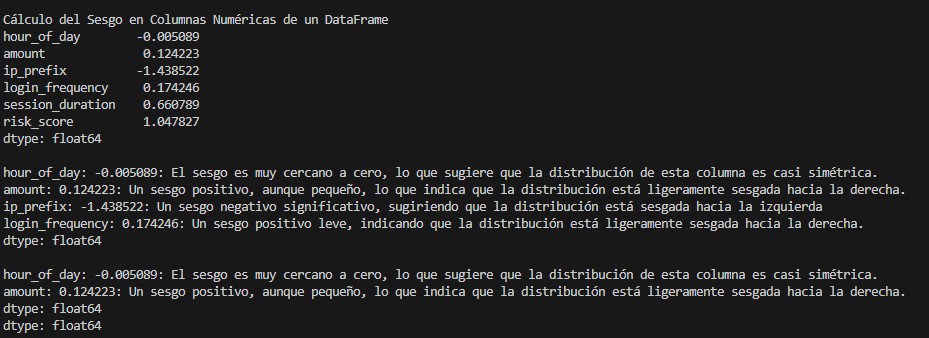 Cálculo del Sesgo en Columnas Numéricas de un DataFrame
hour_of_day -0.005089
amount 0.124223
ip_prefix -1.438522
login_frequency 0.174246
session_duration 0.660789
risk_score 1.047827
dtype: float64
hour_of_day: -0.005089: El sesgo es muy cercano a cero, lo que sugiere que la distribución de esta columna es casi simétrica.
amount: 0.124223: Un sesgo positivo, aunque pequeño, lo que indica que la distribución está ligeramente sesgada hacia la derecha.
ip_prefix: -1.438522: Un sesgo negativo significativo, sugiriendo que la distribución está sesgada hacia la izquierda
login_frequency: 0.174246: Un sesgo positivo leve, indicando que la distribución está ligeramente sesgada hacia la derecha.
dtype: float64
hour_of_day: -0.005089: El sesgo es muy cercano a cero, lo que sugiere que la distribución de esta columna es casi simétrica.
amount: 0.124223: Un sesgo positivo, aunque pequeño, lo que indica que la distribución está ligeramente sesgada hacia la derecha.
dtype: float64
dtype: float64